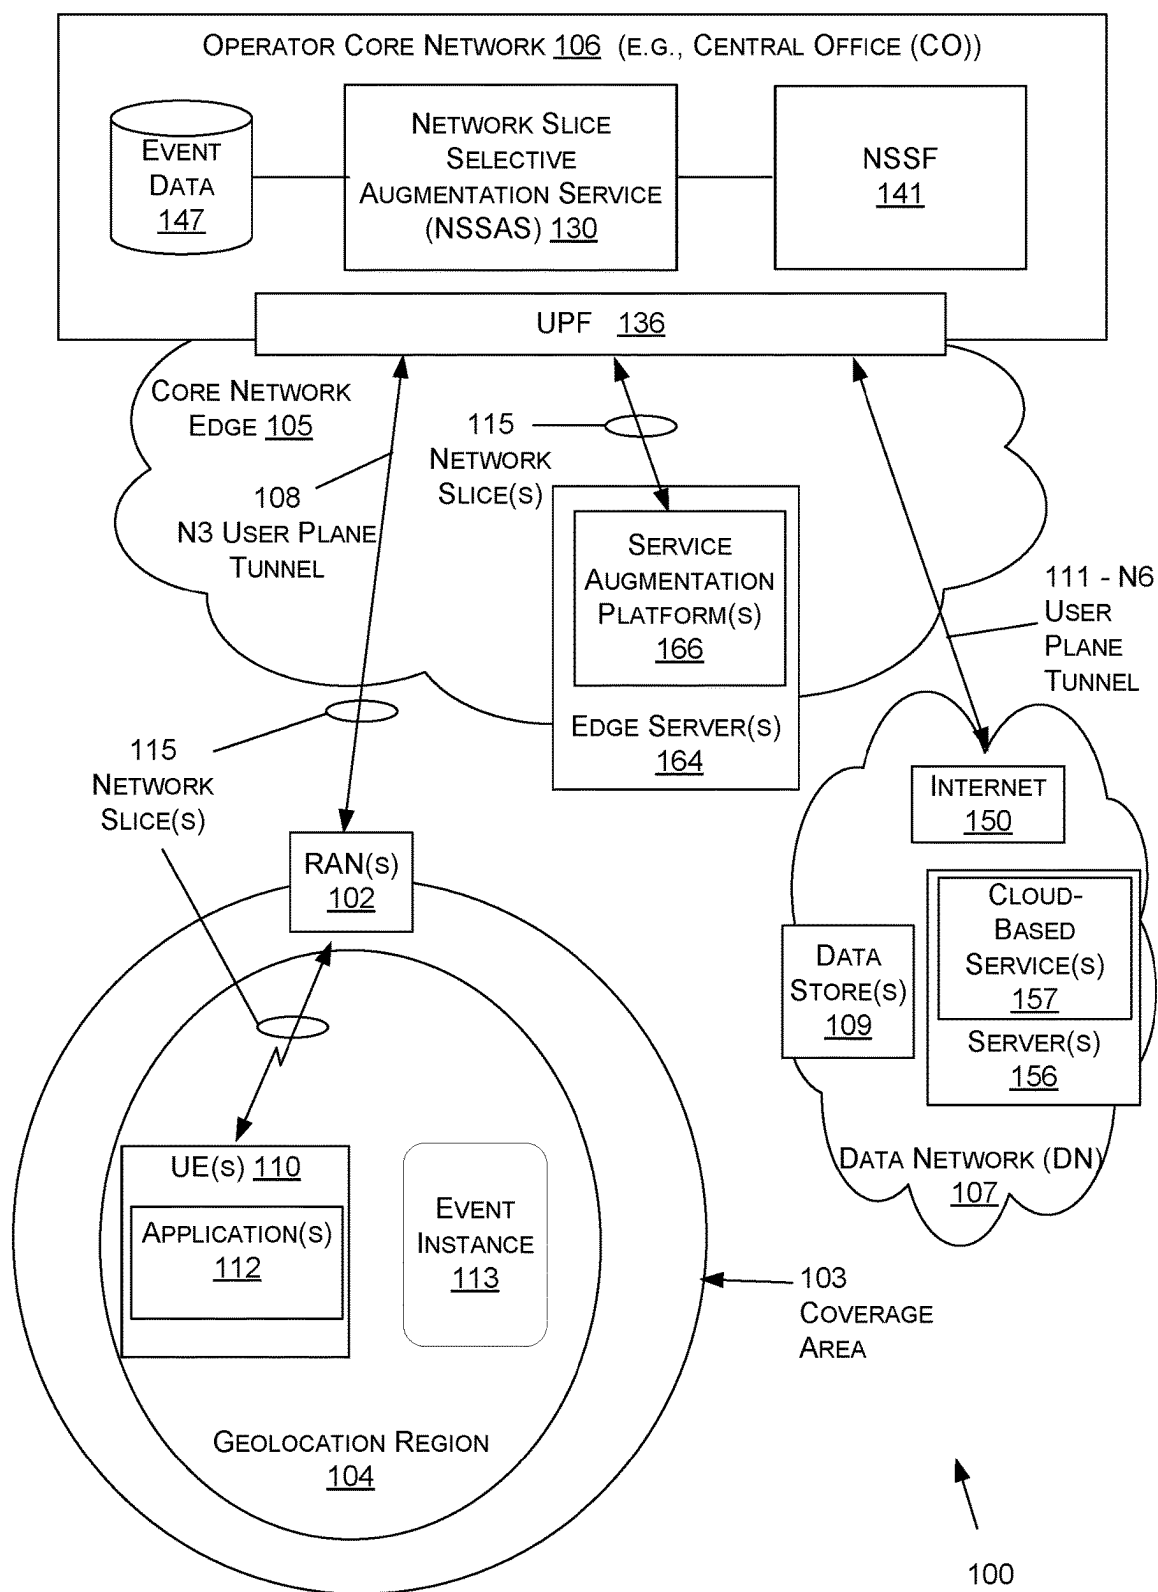 OPERATOR CORE NETWORK 106 (E.G., CENTRAL OFFICE (CO))
EVENT
DATA
147
NETWORK SLICE
SELECTIVE
AUGMENTATION SERVICE
(NSSAS) 130
NSSF
141
UPF 136
CORE NETWORK
EDGE 105
115
NETWORK
SLICE(S)
108
N3 USER PLANE
TUNNEL
SERVICE
AUGMENTATION
PLATFORM(S)
166
EDGE SERVER(S)
164
111 - N6
USER
PLANE
TUNNEL
115
NETWORK
SLICE(S)
INTERNET
150
RAN(S)
102
CLOUD-
BASED
SERVICE(S)
157
SERVER(S)
156
DATA
STORE(S)
109
DATA NETWORK (DN)
107
UE(S) 110
APPLICATION(S)
112
EVENT
INSTANCE
113
103
COVERAGE
AREA
GEOLOCATION REGION
104
100